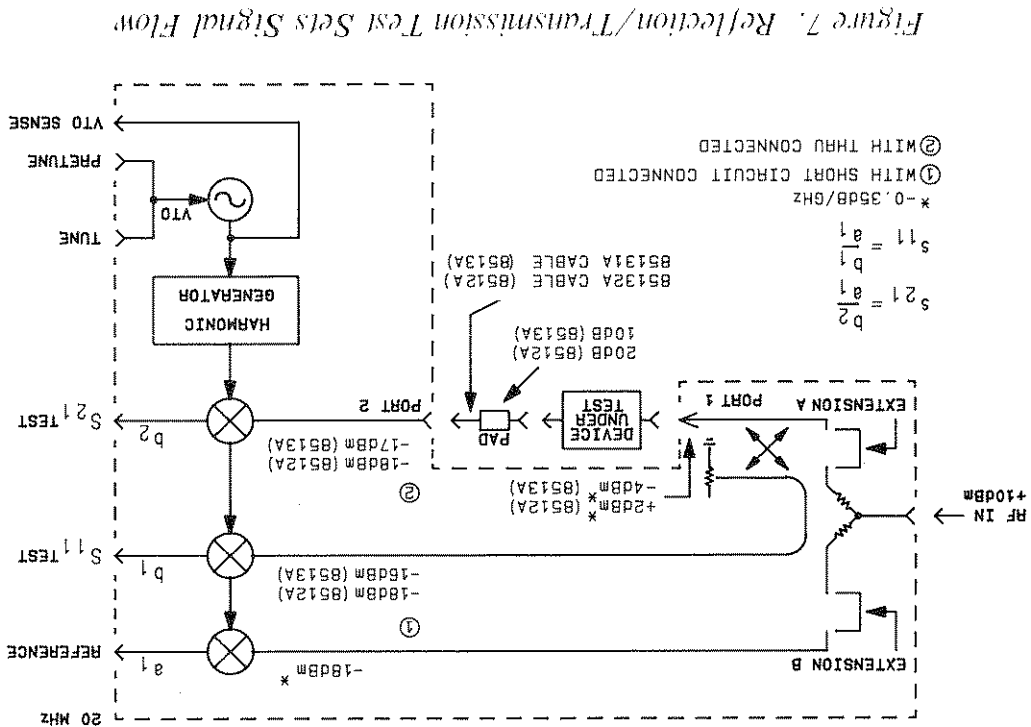 Figure 7. Reflection/Transmission Test Sets Signal Flow
VTO SENSE
PRETUNE
TUNE
VTO
HARMONIC
GENERATOR
② WITH THRU CONNECTED
① WITH SHORT CIRCUIT CONNECTED
* -0.35dB/GHz
S11 = b1/a1
S21 = b2/a1
85132A CABLE (8512A)
85131A CABLE (8513A)
20dB (8512A)
10dB (8513A)
PAD
DEVICE
UNDER
TEST
PORT 2
PORT 1
EXTENSION A
+2dBm* (8512A)
-4dBm* (8513A)
②
-18dBm (8512A)
-17dBm (8513A)
b2
S21 TEST
RF IN
+10dBm
①
-18dBm (8512A)
-16dBm (8513A)
b1
S11 TEST
EXTENSION B
-18dBm *
a1
REFERENCE
20 MHz